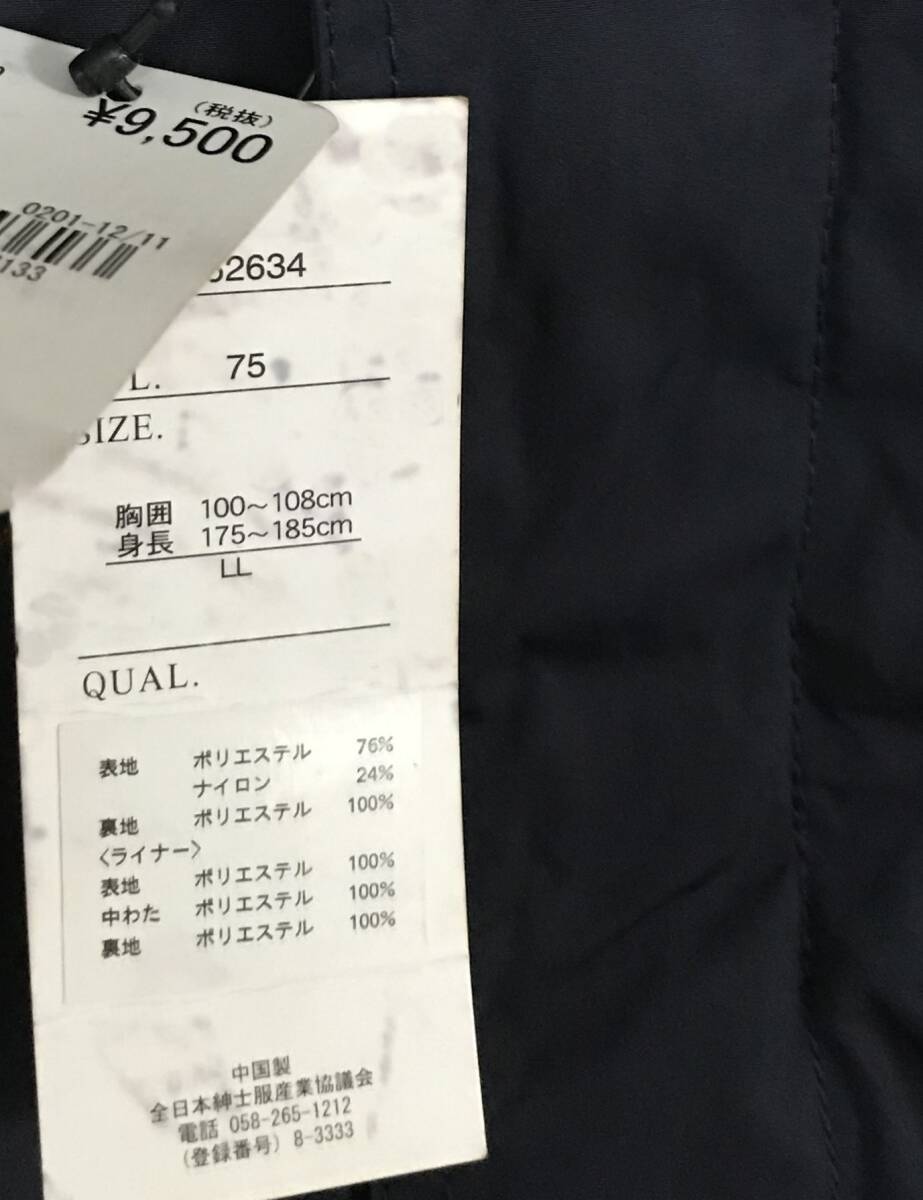 (税抜)
¥9,500
0201-12/11
133
52634
L. 75
SIZE.
胸囲 100~108cm
身長 175~185cm
LL
QUAL.
表地 ポリエステル 76%
ナイロン 24%
裏地 ポリエステル 100%
〈ライナー〉
表地 ポリエステル 100%
中わた ポリエステル 100%
裏地 ポリエステル 100%
中国製
全日本紳士服産業協議会
電話 058-265-1212
(登録番号) 8-3333